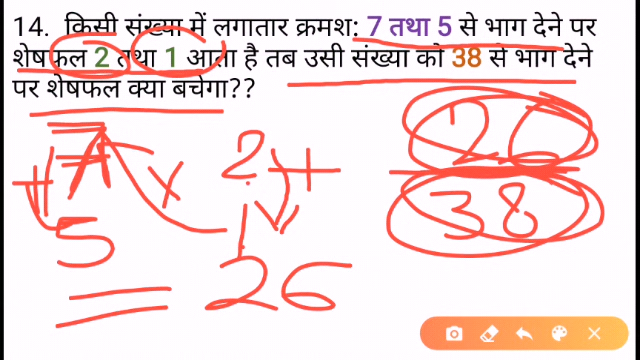 14. किसी संख्या में लगातार क्रमश: 7 तथा 5 से भाग देने पर
शेषफल 2 तथा 1 आता है तब उसी संख्या को 38 से भाग देने
पर शेषफल क्या बचेगा??
7 2 26
5 1 38
26